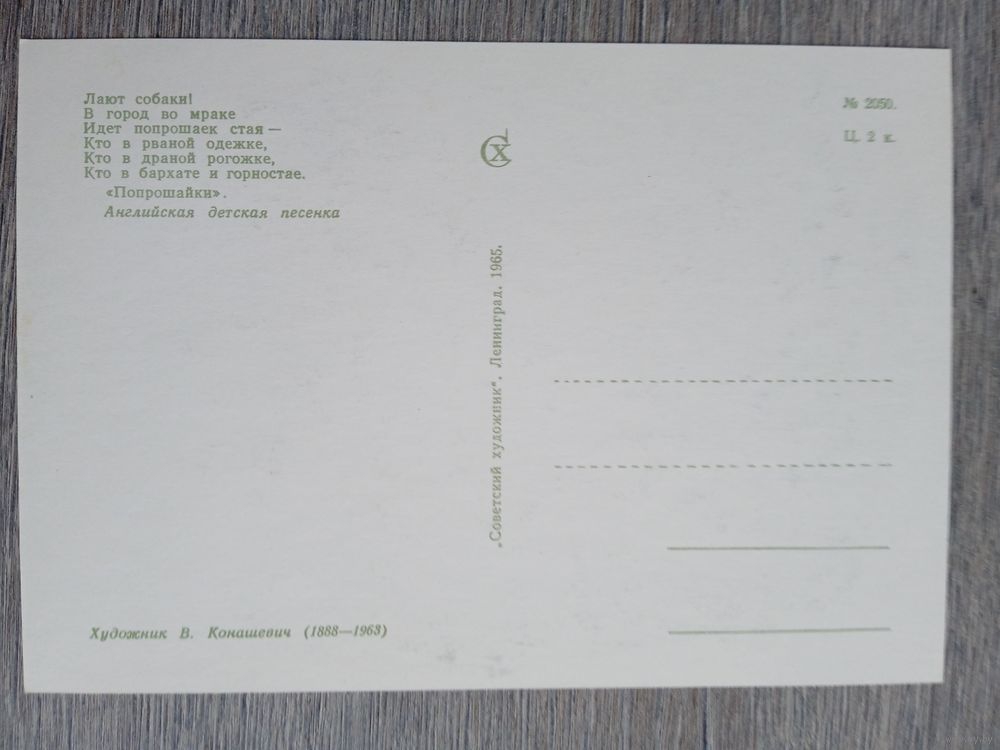 Лают собаки!
В город во мраке
Идет попрошаек стая —
Кто в рваной одежке,
Кто в драной рогожке,
Кто в бархате и горностае.
«Попрошайки».
Английская детская песенка
Художник В. Конашевич (1888—1963)
СХ
„Советский художник“. Ленинград. 1965.
№ 2050.
Ц. 2 к.